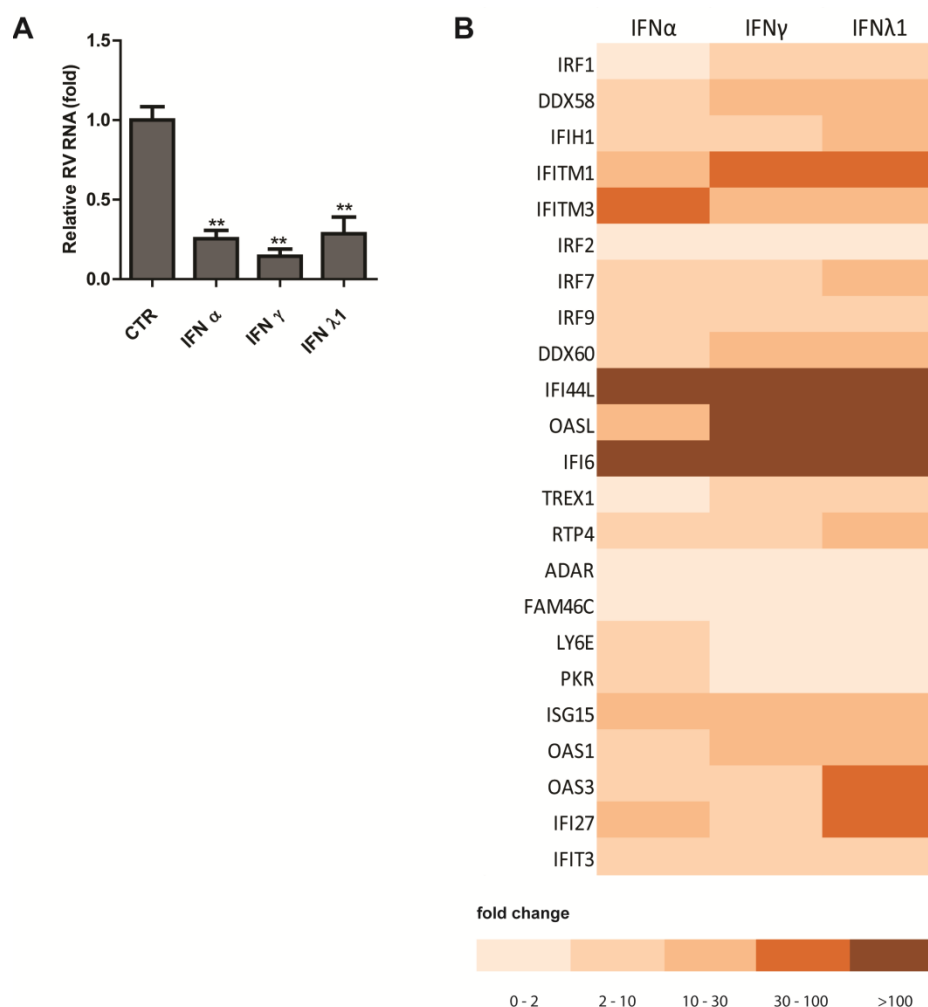 A
1.5
1.0
0.5
0.0
Relative RV RNA (fold)
**
**
**
CTR
IFN α
IFN γ
IFN λ1
B
IFNα IFNγ IFNλ1
IRF1
DDX58
IFIH1
IFITM1
IFITM3
IRF2
IRF7
IRF9
DDX60
IFI44L
OASL
IFI6
TREX1
RTP4
ADAR
FAM46C
LY6E
PKR
ISG15
OAS1
OAS3
IFI27
IFIT3
fold change
0 - 2 2 - 10 10 - 30 30 - 100 >100